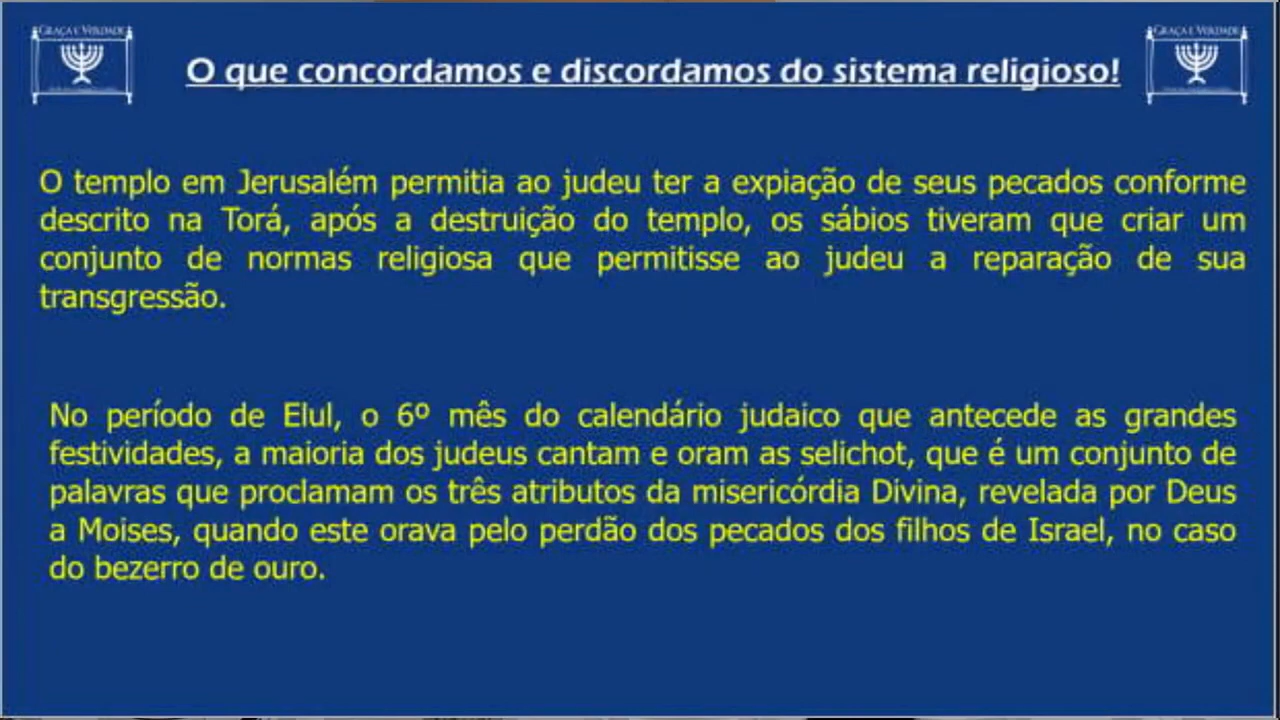 GRAÇA E VERDADE
GRAÇA E VERDADE
O que concordamos e discordamos do sistema religioso!
O templo em Jerusalém permitia ao judeu ter a expiação de seus pecados conforme
descrito na Torá, após a destruição do templo, os sábios tiveram que criar um
conjunto de normas religiosa que permitisse ao judeu a reparação de sua
transgressão.
No período de Elul, o 6º mês do calendário judaico que antecede as grandes
festividades, a maioria dos judeus cantam e oram as selichot, que é um conjunto de
palavras que proclamam os três atributos da misericórdia Divina, revelada por Deus
a Moises, quando este orava pelo perdão dos pecados dos filhos de Israel, no caso
do bezerro de ouro.